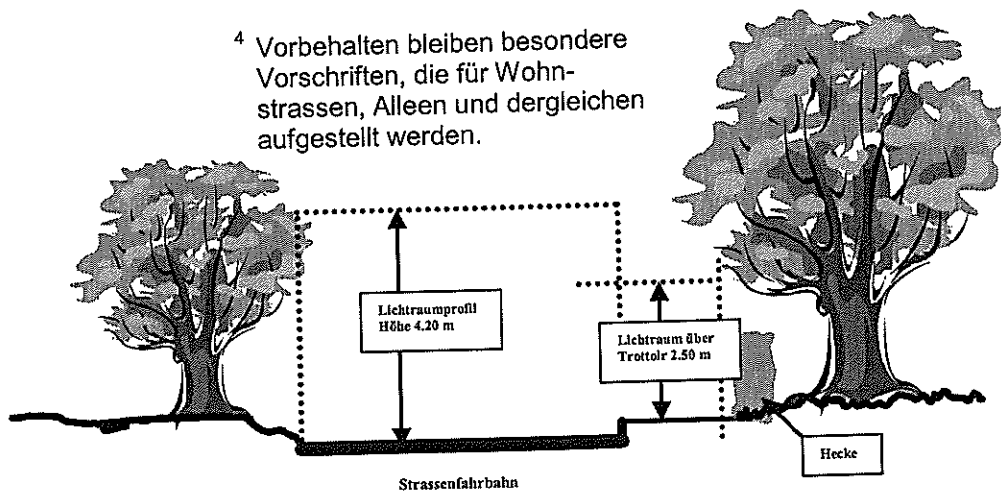 4 Vorbehalten bleiben besondere
Vorschriften, die für Wohn-
strassen, Alleen und dergleichen
aufgestellt werden.
Lichtraumprofil
Höhe 4.20 m
Lichtraum über
Trottoir 2.50 m
Hecke
Strassenfahrbahn